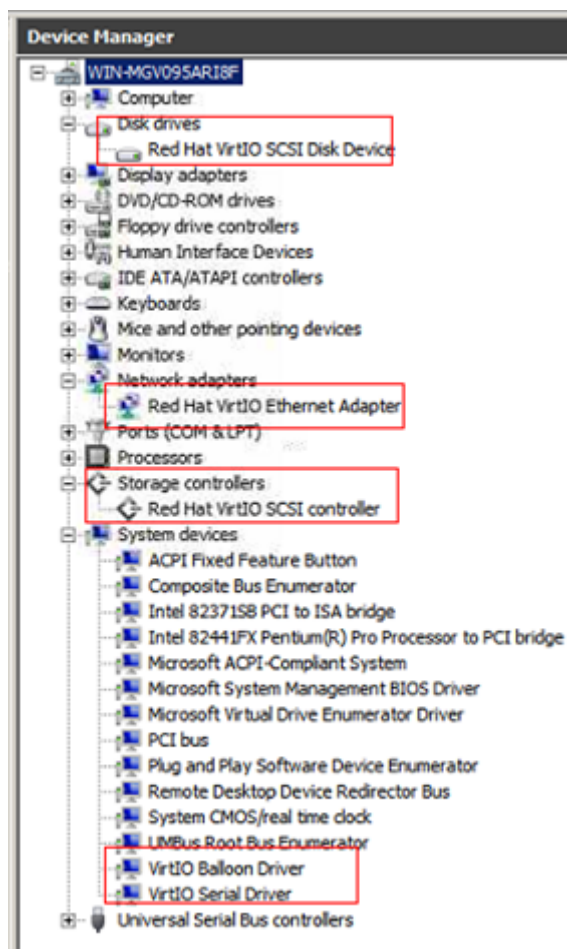 Device Manager
WIN-MGV095ARI8F
Computer
Disk drives
Red Hat VirtIO SCSI Disk Device
Display adapters
DVD/CD-ROM drives
Floppy drive controllers
Human Interface Devices
IDE ATA/ATAPI controllers
Keyboards
Mice and other pointing devices
Monitors
Network adapters
Red Hat VirtIO Ethernet Adapter
Ports (COM & LPT)
Processors
Storage controllers
Red Hat VirtIO SCSI controller
System devices
ACPI Fixed Feature Button
Composite Bus Enumerator
Intel 82371SB PCI to ISA bridge
Intel 82441FX Pentium(R) Pro Processor to PCI bridge
Microsoft ACPI-Compliant System
Microsoft System Management BIOS Driver
Microsoft Virtual Drive Enumerator Driver
PCI bus
Plug and Play Software Device Enumerator
Remote Desktop Device Redirector Bus
System CMOS/real time clock
UMBus Root Bus Enumerator
VirtIO Balloon Driver
VirtIO Serial Driver
Universal Serial Bus controllers